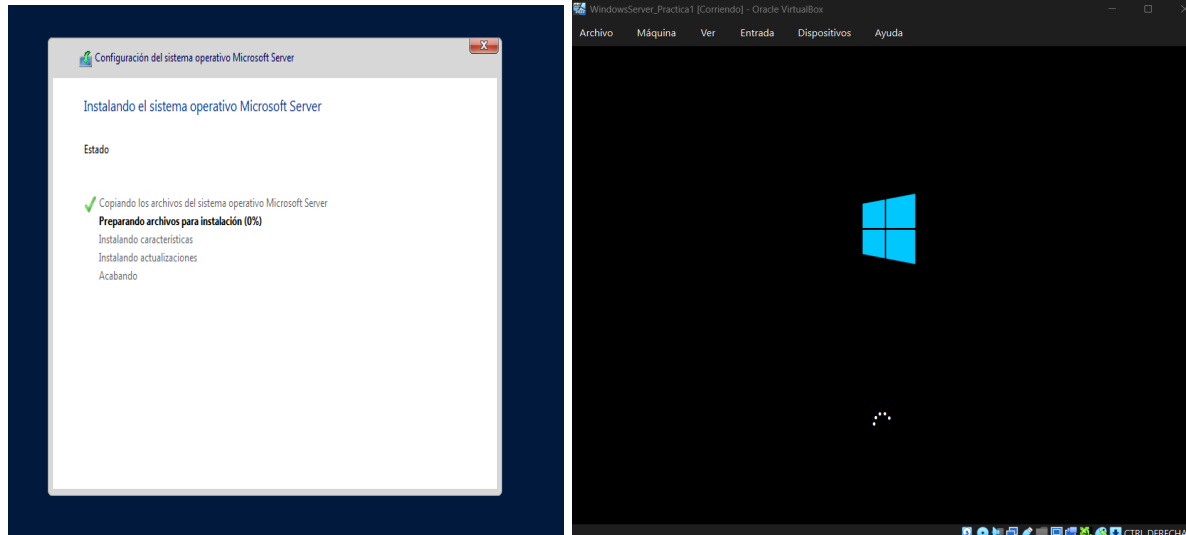 Configuración del sistema operativo Microsoft Server
Instalando el sistema operativo Microsoft Server
Estado
Copiando los archivos del sistema operativo Microsoft Server
Preparando archivos para instalación (0%)
Instalando características
Instalando actualizaciones
Acabando
WindowsServer_Practica1 [Corriendo] - Oracle VirtualBox
Archivo Máquina Ver Entrada Dispositivos Ayuda
CTRL DERECHA